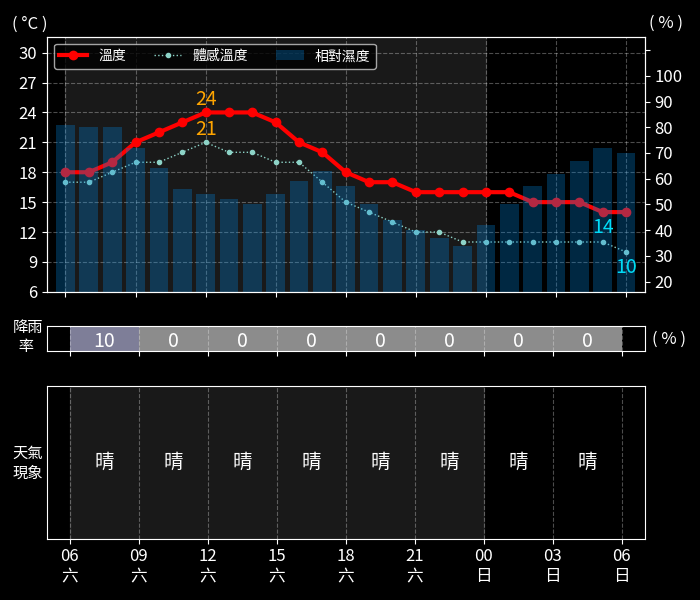 ( °C )
( % )
溫度
體感溫度
相對濕度
30
27
24
21
18
15
12
9
6
100
90
80
70
60
50
40
30
20
24
21
14
10
降雨
率
10 0 0 0 0 0 0 0
( % )
天氣
現象
晴 晴 晴 晴 晴 晴 晴 晴
06 09 12 15 18 21 00 03 06
六 六 六 六 六 六 日 日 日